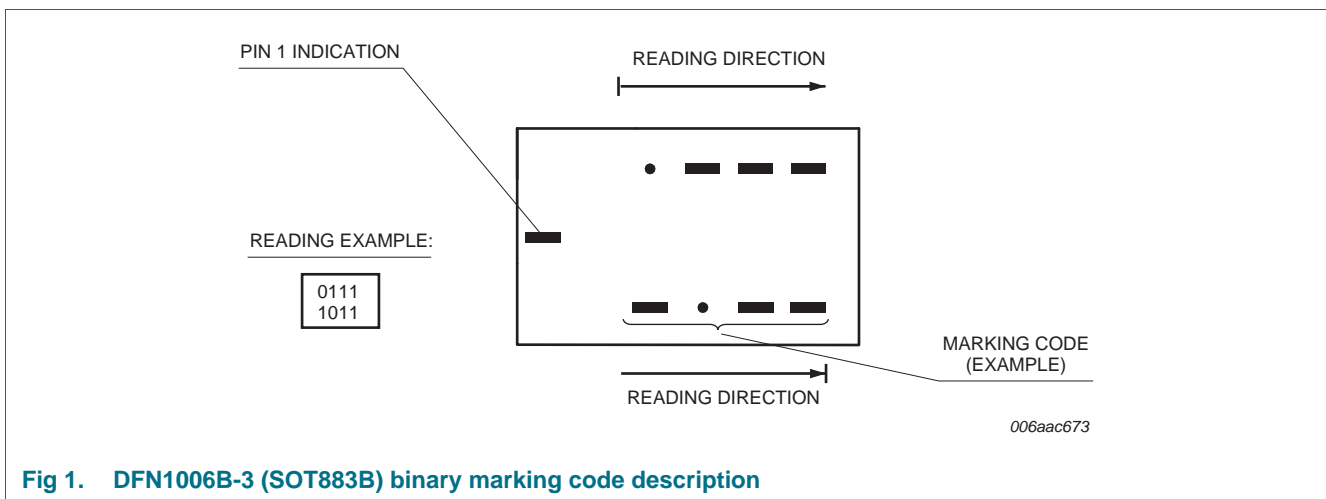 PIN 1 INDICATION
READING DIRECTION
READING EXAMPLE:
0111
1011
MARKING CODE
(EXAMPLE)
READING DIRECTION
006aac673
Fig 1. DFN1006B-3 (SOT883B) binary marking code description